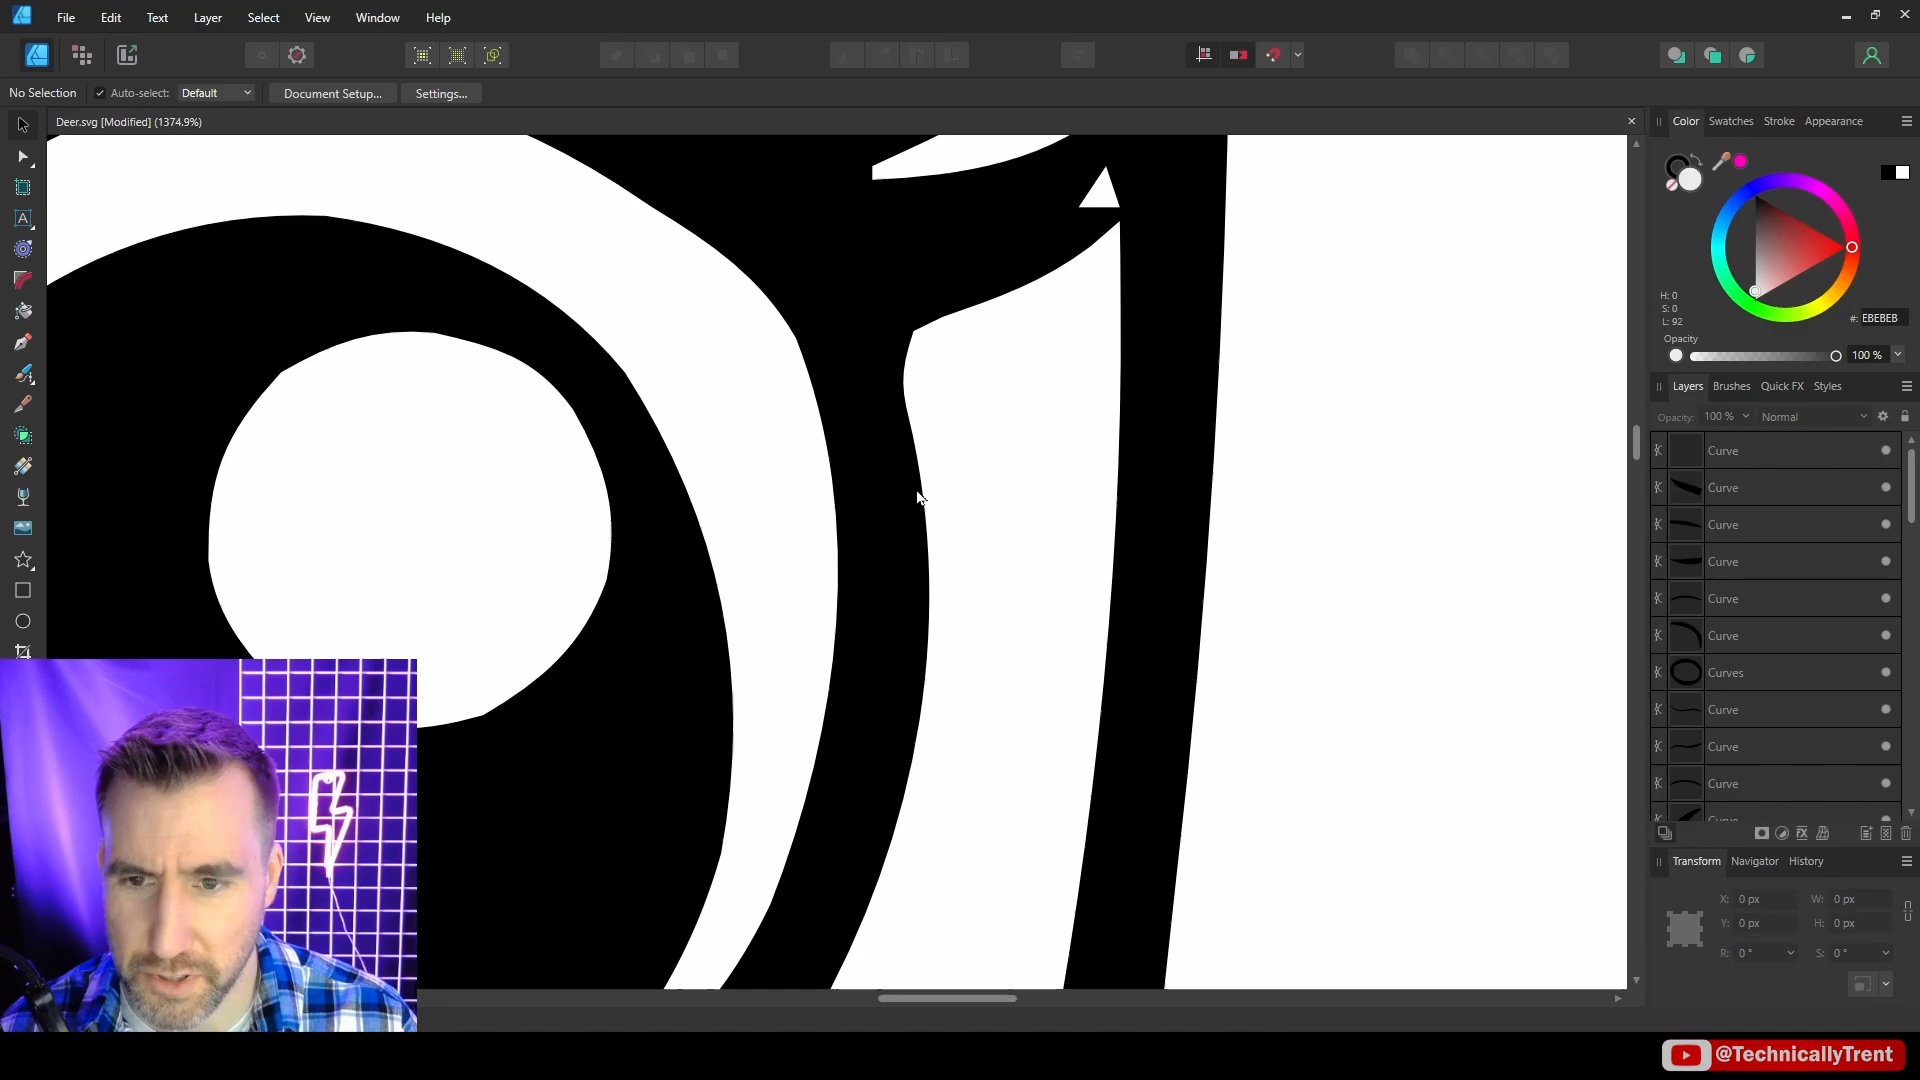 File Edit Text Layer Select View Window Help
No Selection Auto-select: Default Document Setup... Settings...
Deer.svg [Modified] (1374.9%)
A
Color Swatches Stroke Appearance
H: 0
S: 0
L: 92
#: EBEBEB
Opacity
100 %
Layers Brushes Quick FX Styles
Opacity: 100 % Normal
Curve
Curve
Curve
Curve
Curve
Curve
Curves
Curve
Curve
Curve
Curve
FX
Transform Navigator History
X: 0 px W: 0 px
Y: 0 px H: 0 px
R: 0 ° S: 0 °
@TechnicallyTrent